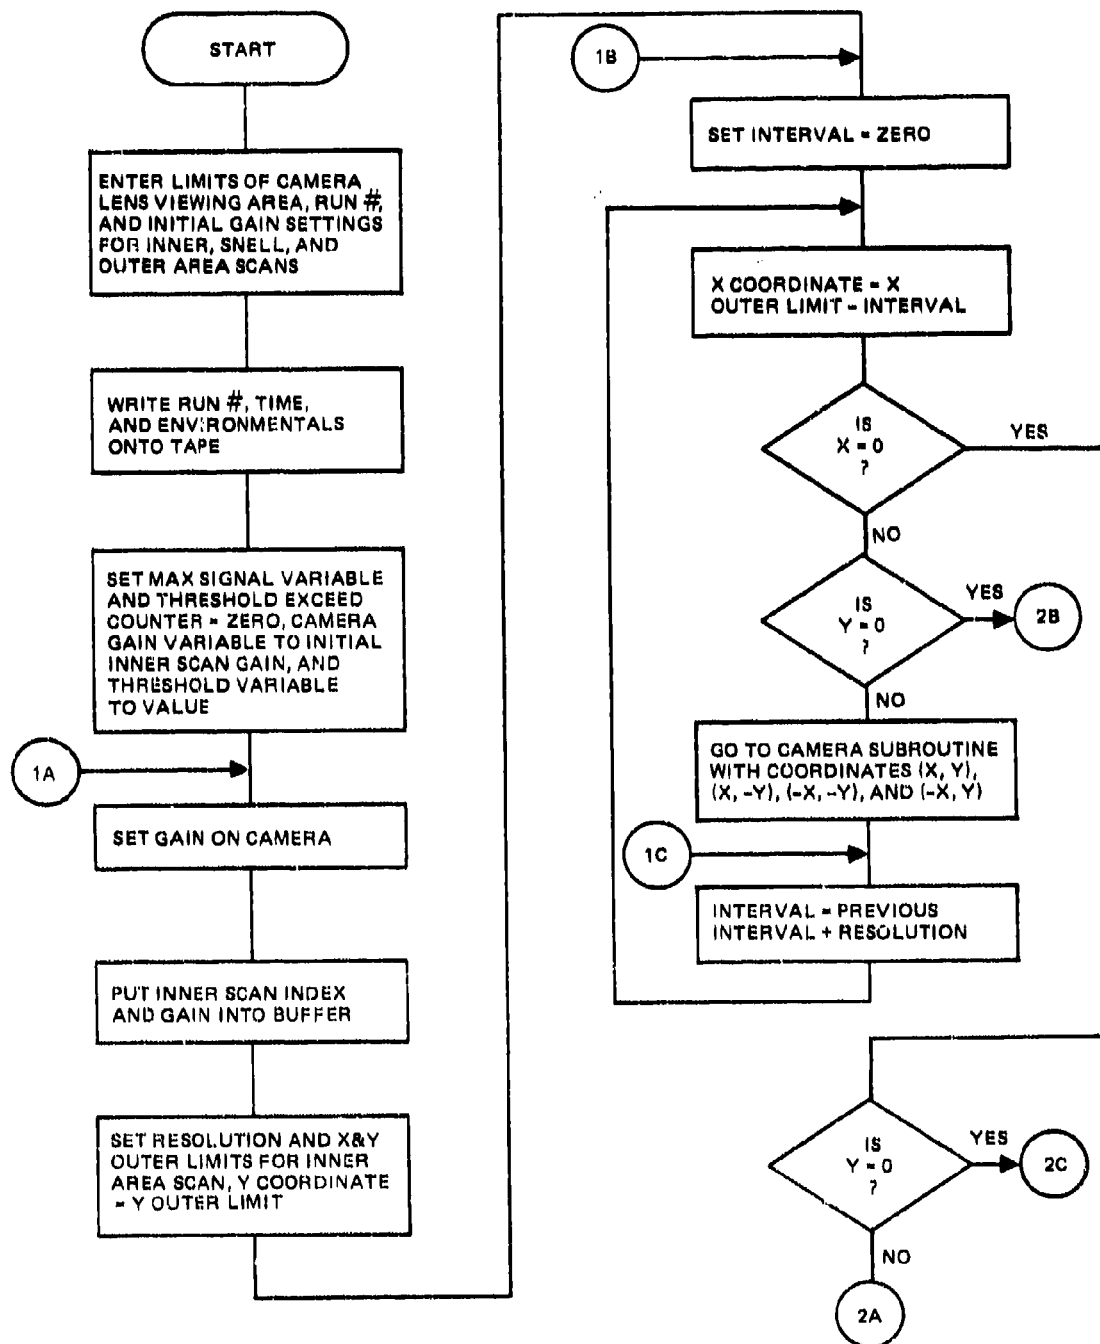 START
ENTER LIMITS OF CAMERA
LENS VIEWING AREA, RUN #,
AND INITIAL GAIN SETTINGS
FOR INNER, SNELL, AND
OUTER AREA SCANS
WRITE RUN #, TIME,
AND ENVIRONMENTALS
ONTO TAPE
SET MAX SIGNAL VARIABLE
AND THRESHOLD EXCEED
COUNTER = ZERO, CAMERA
GAIN VARIABLE TO INITIAL
INNER SCAN GAIN, AND
THRESHOLD VARIABLE
TO VALUE
1A
SET GAIN ON CAMERA
PUT INNER SCAN INDEX
AND GAIN INTO BUFFER
SET RESOLUTION AND X&Y
OUTER LIMITS FOR INNER
AREA SCAN, Y COORDINATE
= Y OUTER LIMIT
1B
SET INTERVAL = ZERO
X COORDINATE = X
OUTER LIMIT - INTERVAL
IS
X = 0
?
YES
NO
IS
Y = 0
?
YES
2B
NO
GO TO CAMERA SUBROUTINE
WITH COORDINATES (X, Y),
(X, -Y), (-X, -Y), AND (-X, Y)
1C
INTERVAL = PREVIOUS
INTERVAL + RESOLUTION
IS
Y = 0
?
YES
2C
NO
2A